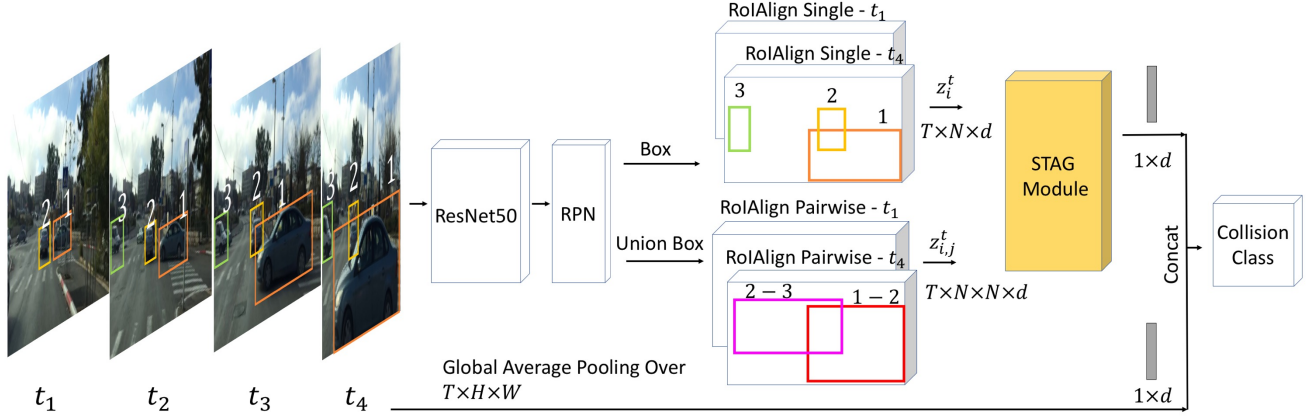 2
1
3
2
1
3
2
1
3
2
1
t₁
t₂
t₃
t₄
ResNet50
RPN
Box
Union Box
RoIAlign Single - t₁
RoIAlign Single - t₄
3
2
1
RoIAlign Pairwise - t₁
RoIAlign Pairwise - t₄
2 − 3
1 − 2
z_i^t
T×N×d
z_{i,j}^t
T×N×N×d
STAG
Module
1×d
Concat
Collision
Class
Global Average Pooling Over
T×H×W
1×d